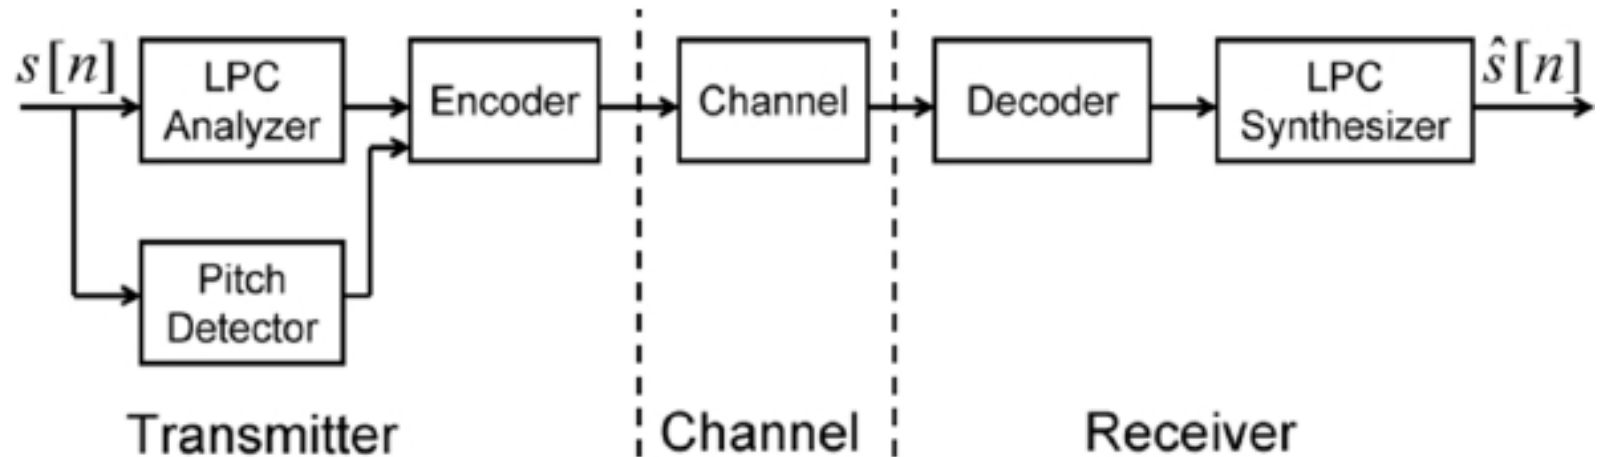 s[n]
LPC
Analyzer
Encoder
Channel
Decoder
LPC
Synthesizer
ŝ[n]
Pitch
Detector
Transmitter
Channel
Receiver